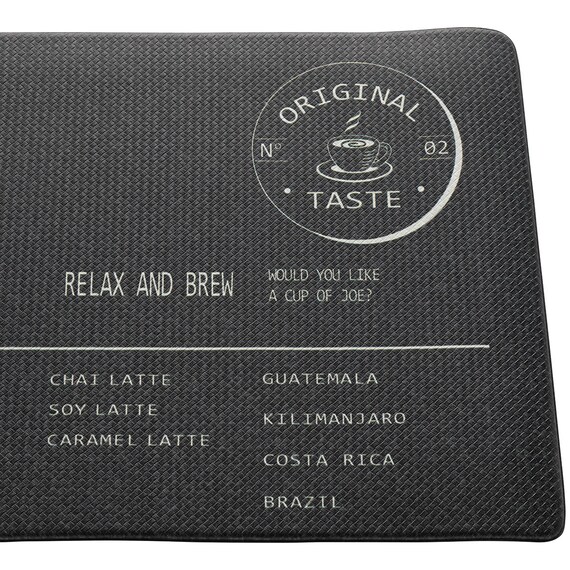 ORIGINAL
Nº 02
TASTE
RELAX AND BREW
WOULD YOU LIKE
A CUP OF JOE?
CHAI LATTE
SOY LATTE
CARAMEL LATTE
GUATEMALA
KILIMANJARO
COSTA RICA
BRAZIL